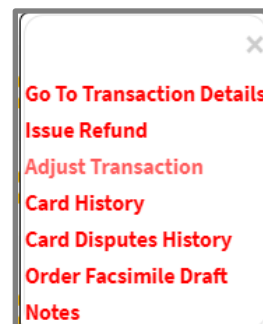 ×
Go To Transaction Details
Issue Refund
Adjust Transaction
Card History
Card Disputes History
Order Facsimile Draft
Notes